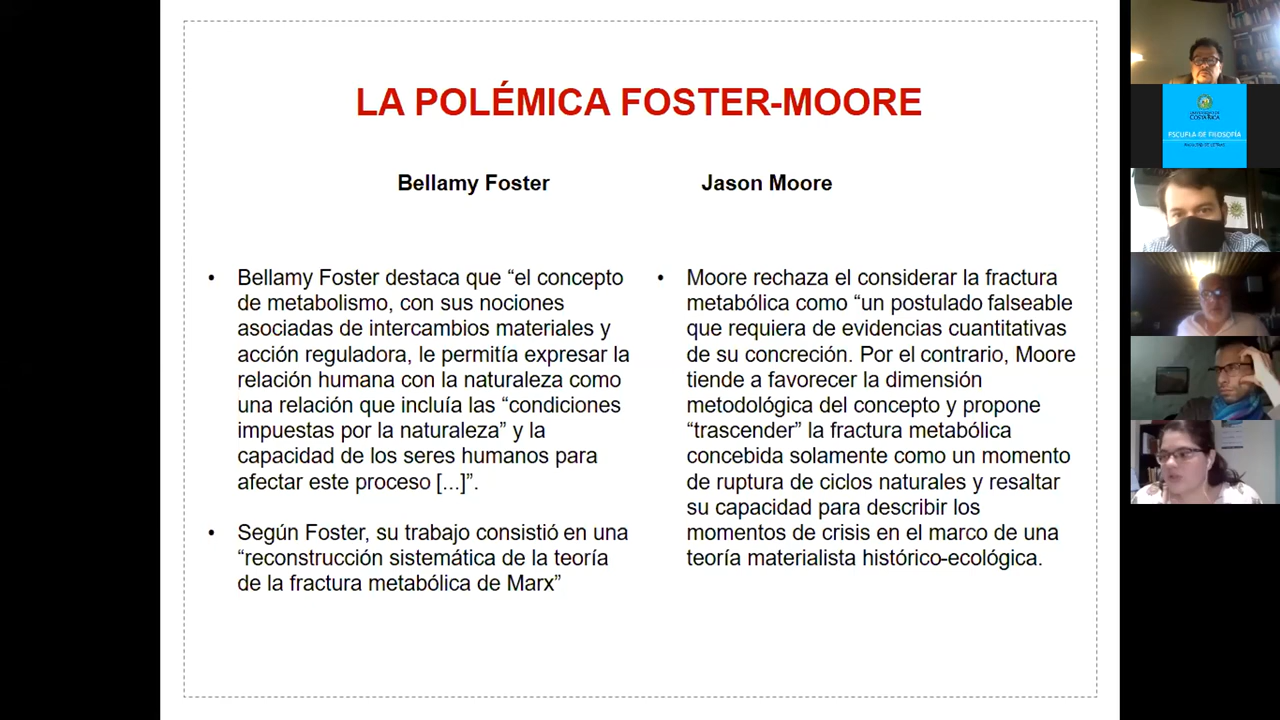 LA POLÉMICA FOSTER-MOORE
Bellamy Foster
• Bellamy Foster destaca que “el concepto
de metabolismo, con sus nociones
asociadas de intercambios materiales y
acción reguladora, le permitía expresar la
relación humana con la naturaleza como
una relación que incluía las “condiciones
impuestas por la naturaleza” y la
capacidad de los seres humanos para
afectar este proceso [...]”.
• Según Foster, su trabajo consistió en una
“reconstrucción sistemática de la teoría
de la fractura metabólica de Marx”
Jason Moore
• Moore rechaza el considerar la fractura
metabólica como “un postulado falseable
que requiera de evidencias cuantitativas
de su concreción. Por el contrario, Moore
tiende a favorecer la dimensión
metodológica del concepto y propone
“trascender” la fractura metabólica
concebida solamente como un momento
de ruptura de ciclos naturales y resaltar
su capacidad para describir los
momentos de crisis en el marco de una
teoría materialista histórico-ecológica.
UNIVERSIDAD DE
COSTA RICA
ESCUELA DE FILOSOFÍA
FACULTAD DE LETRAS